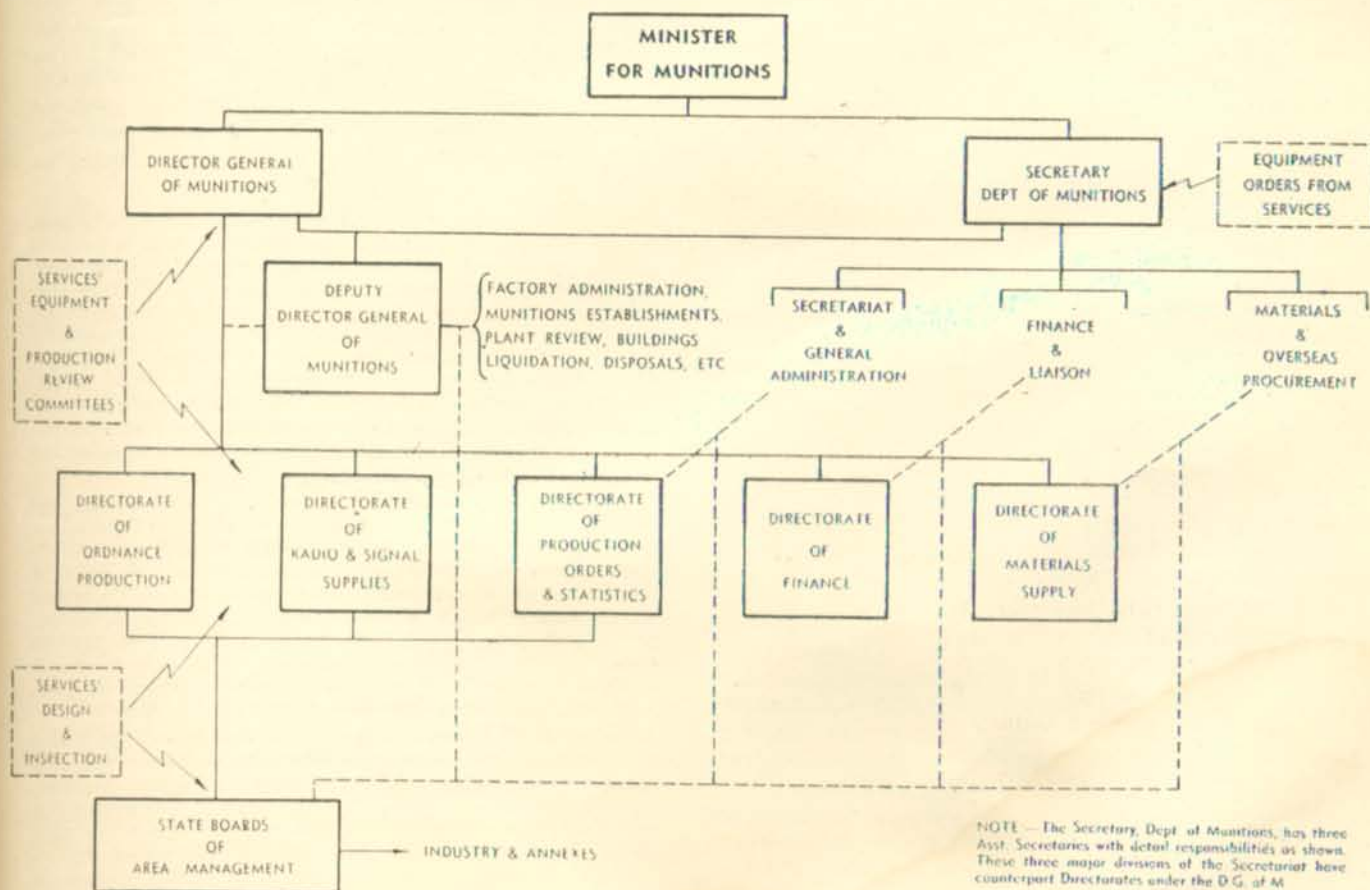 MINISTER
FOR MUNITIONS
DIRECTOR GENERAL
OF MUNITIONS
SECRETARY
DEPT OF MUNITIONS
EQUIPMENT
ORDERS FROM
SERVICES
SERVICES'
EQUIPMENT
&
PRODUCTION
REVIEW
COMMITTEES
DEPUTY
DIRECTOR GENERAL
OF
MUNITIONS
FACTORY ADMINISTRATION,
MUNITIONS ESTABLISHMENTS,
PLANT REVIEW, BUILDINGS
LIQUIDATION, DISPOSALS, ETC
SECRETARIAT
&
GENERAL
ADMINISTRATION
FINANCE
&
LIAISON
MATERIALS
&
OVERSEAS
PROCUREMENT
DIRECTORATE
OF
ORDNANCE
PRODUCTION
DIRECTORATE
OF
RADIO & SIGNAL
SUPPLIES
DIRECTORATE
OF
PRODUCTION
ORDERS
& STATISTICS
DIRECTORATE
OF
FINANCE
DIRECTORATE
OF
MATERIALS
SUPPLY
SERVICES'
DESIGN
&
INSPECTION
STATE BOARDS
OF
AREA MANAGEMENT
INDUSTRY & ANNEXES
NOTE — The Secretary, Dept. of Munitions, has three
Asst. Secretaries with detail responsibilities as shown.
These three major divisions of the Secretariat have
counterpart Directorates under the D.G. of M